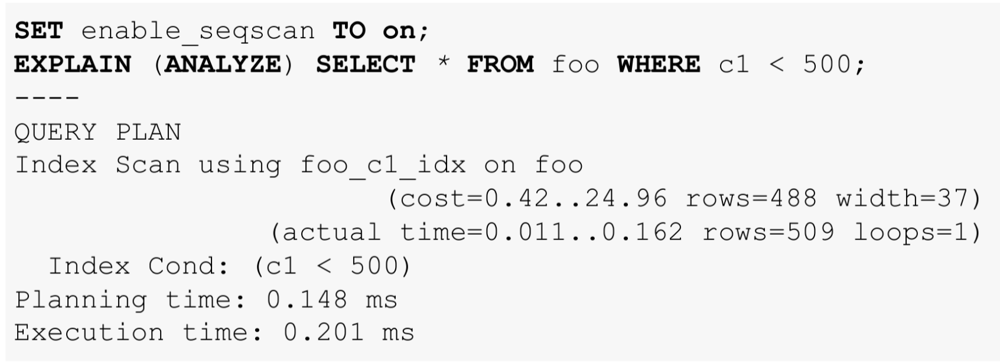 SET enable_seqscan TO on;
EXPLAIN (ANALYZE) SELECT * FROM foo WHERE c1 < 500;
----
QUERY PLAN
Index Scan using foo_c1_idx on foo
(cost=0.42..24.96 rows=488 width=37)
(actual time=0.011..0.162 rows=509 loops=1)
Index Cond: (c1 < 500)
Planning time: 0.148 ms
Execution time: 0.201 ms